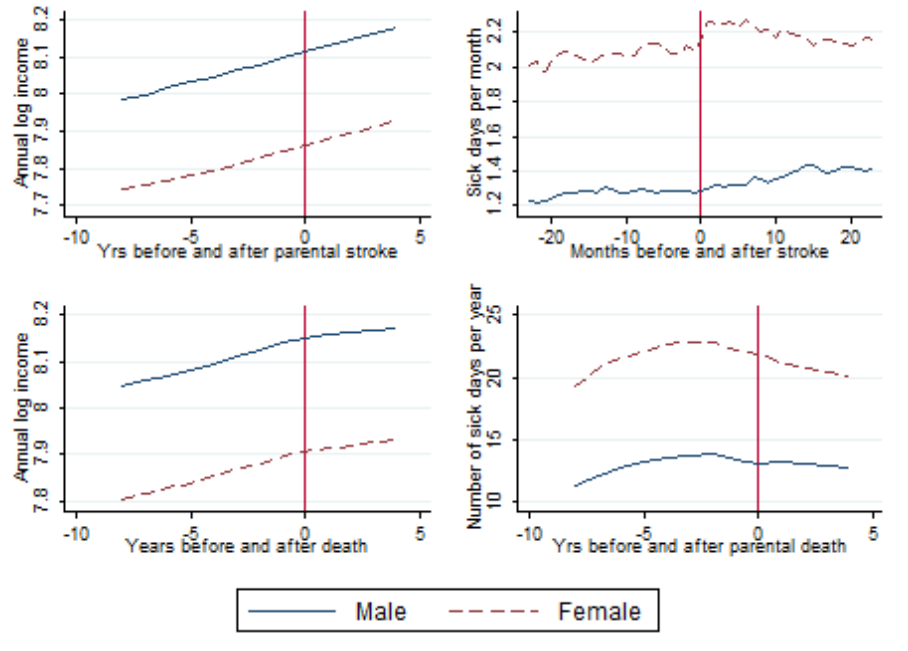 Annual log income
8.2
8.1
8
7.9
7.8
7.7
-10 -5 0 5
Yrs before and after parental stroke
Sick days per month
2.2
2
1.8
1.6
1.4
1.2
-20 -10 0 10 20
Months before and after stroke
Annual log income
8.2
8.1
8
7.9
7.8
-10 -5 0 5
Years before and after death
Number of sick days per year
25
20
15
10
-10 -5 0 5
Yrs before and after parental death
Male Female